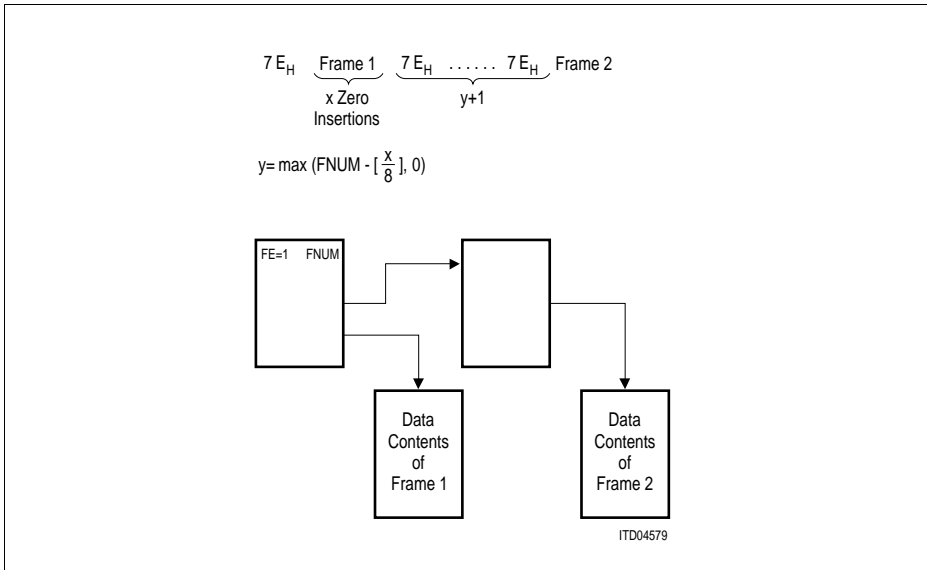 7 E_H Frame 1 7 E_H ...... 7 E_H Frame 2
x Zero y+1
Insertions
y= max (FNUM - [ x/8 ], 0)
FE=1 FNUM
Data
Contents
of
Frame 1
Data
Contents
of
Frame 2
ITD04579